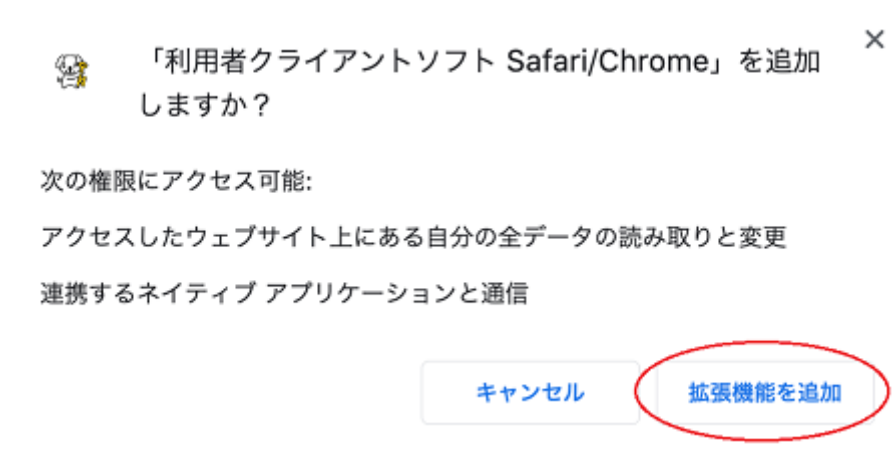 「利用者クライアントソフト Safari/Chrome」を追加
しますか？
次の権限にアクセス可能:
アクセスしたウェブサイト上にある自分の全データの読み取りと変更
連携するネイティブ アプリケーションと通信
キャンセル
拡張機能を追加